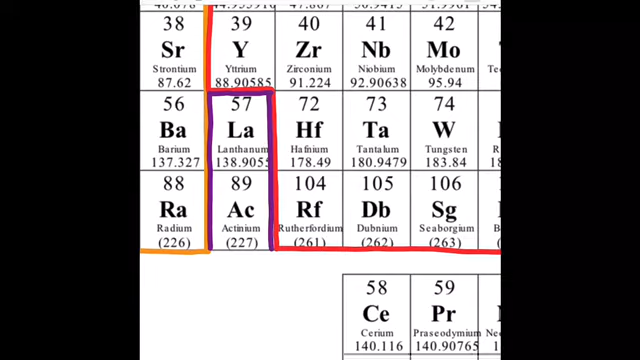 38 39 40 41 42
Sr Y Zr Nb Mo
Strontium Yttrium Zirconium Niobium Molybdenum
87.62 88.90585 91.224 92.90638 95.94
56 57 72 73 74
Ba La Hf Ta W
Barium Lanthanum Hafnium Tantalum Tungsten
137.327 138.9055 178.49 180.9479 183.84
88 89 104 105 106
Ra Ac Rf Db Sg
Radium Actinium Rutherfordium Dubnium Seaborgium
(226) (227) (261) (262) (263)
58 59
Ce Pr
Cerium Praseodymium
140.116 140.90765